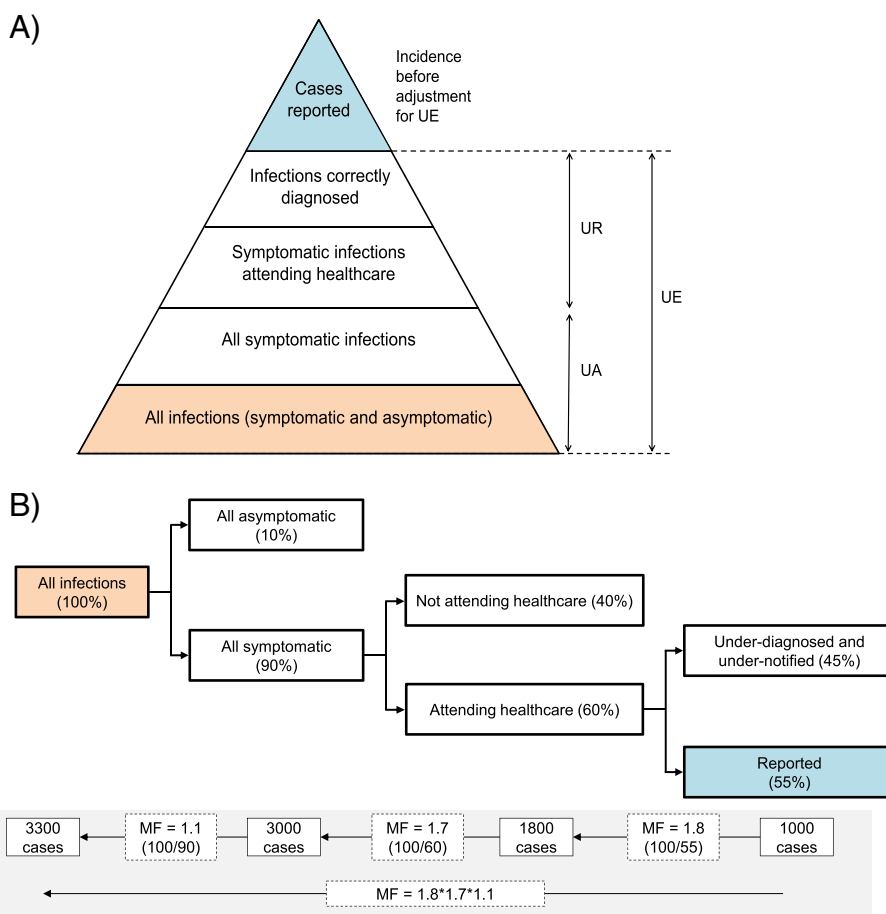 A)
Cases
reported
Incidence
before
adjustment
for UE
Infections correctly
diagnosed
Symptomatic infections
attending healthcare
All symptomatic infections
All infections (symptomatic and asymptomatic)
UR
UE
UA
B)
All asymptomatic
(10%)
All infections
(100%)
All symptomatic
(90%)
Not attending healthcare (40%)
Attending healthcare (60%)
Under-diagnosed and
under-notified (45%)
Reported
(55%)
3300
cases
MF = 1.1
(100/90)
3000
cases
MF = 1.7
(100/60)
1800
cases
MF = 1.8
(100/55)
1000
cases
MF = 1.8*1.7*1.1